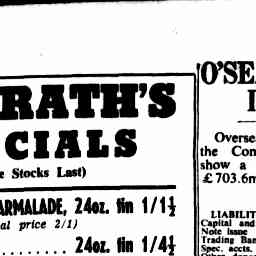 RATH'S
CIALS
e Stocks Last)
ARMALADE, 24oz. tin 1/1½
al price 2/1)
......... 24oz. tin 1/4½
O'SE
Overse
the Con
show a
£703.6m
LIABILIT
Capital and
Note issue
Trading Ban
Spec. accts.